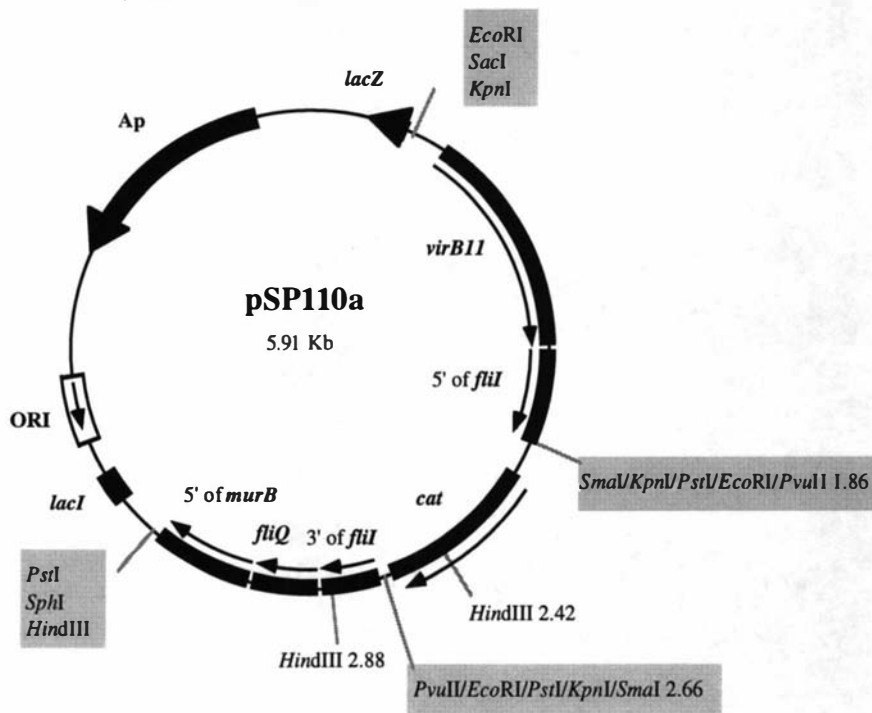 EcoRI
SacI
KpnI
lacZ
Ap
virB11
pSP110a
5.91 Kb
5' of fliI
ORI
SmaI/KpnI/PstI/EcoRI/PvuII 1.86
lacI
5' of murB
fliQ
3' of fliI
cat
PstI
SphI
HindIII
HindIII 2.42
HindIII 2.88
PvuII/EcoRI/PstI/KpnI/SmaI 2.66